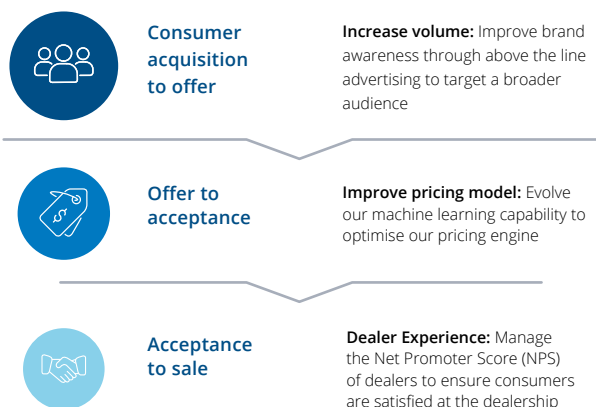 Consumer
acquisition
to offer
Increase volume: Improve brand
awareness through above the line
advertising to target a broader
audience
Offer to
acceptance
Improve pricing model: Evolve
our machine learning capability to
optimise our pricing engine
Acceptance
to sale
Dealer Experience: Manage
the Net Promoter Score (NPS)
of dealers to ensure consumers
are satisfied at the dealership